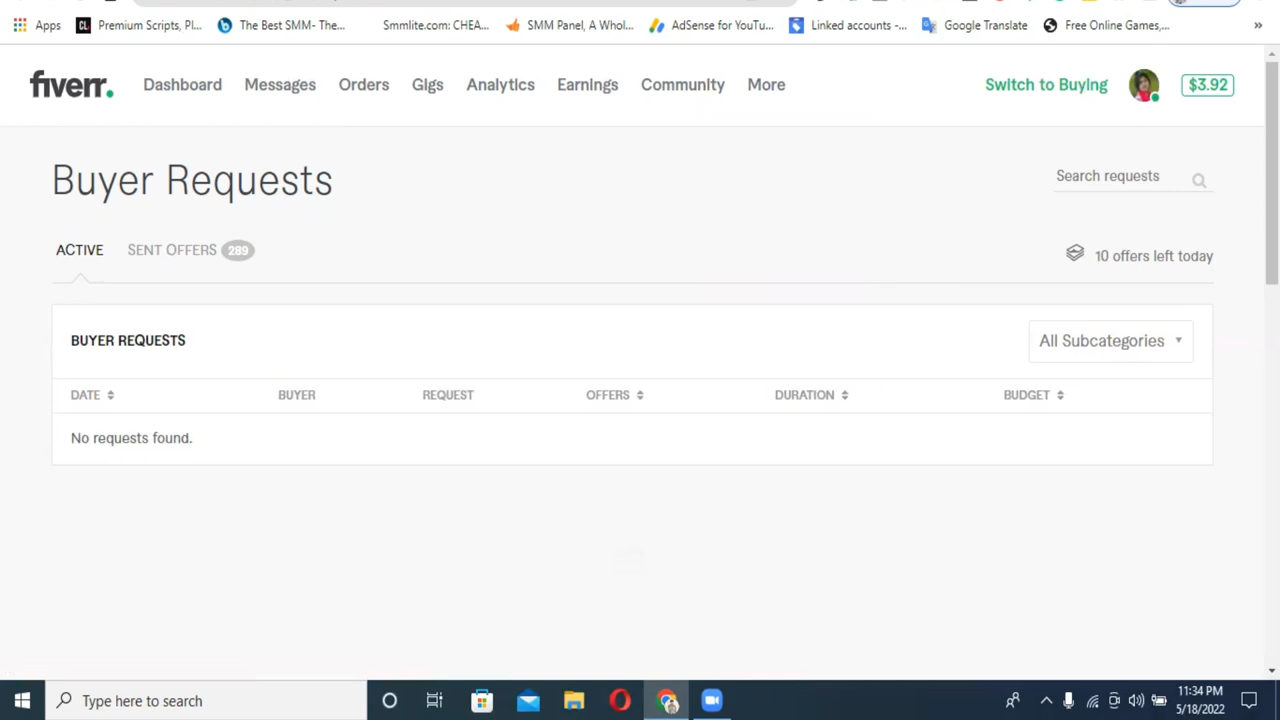 Apps Premium Scripts, Pl... The Best SMM- The... Smmlite.com: CHEA... SMM Panel, A Whol... AdSense for YouTu... Linked accounts -... Google Translate Free Online Games,... »
fiverr. Dashboard Messages Orders Gigs Analytics Earnings Community More Switch to Buying $3.92
Buyer Requests
Search requests
ACTIVE SENT OFFERS 289
10 offers left today
BUYER REQUESTS
All Subcategories
DATE BUYER REQUEST OFFERS DURATION BUDGET
No requests found.
Type here to search
11:34 PM
5/18/2022